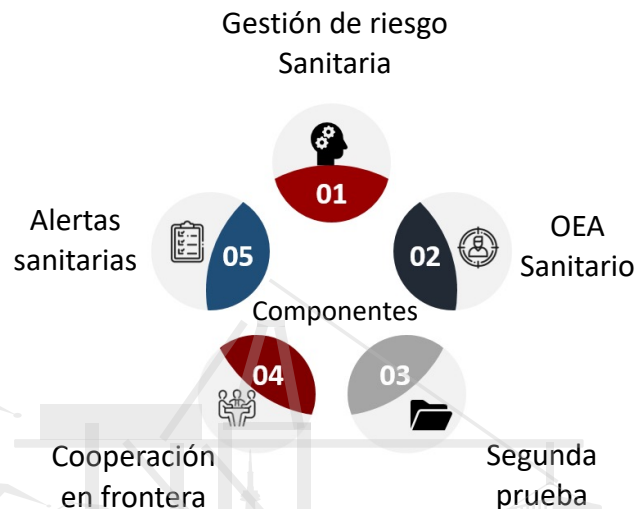 Gestión de riesgo
Sanitaria
01
OEA
Sanitario
02
Segunda
prueba
03
Cooperación
en frontera
04
Alertas
sanitarias
05
Componentes